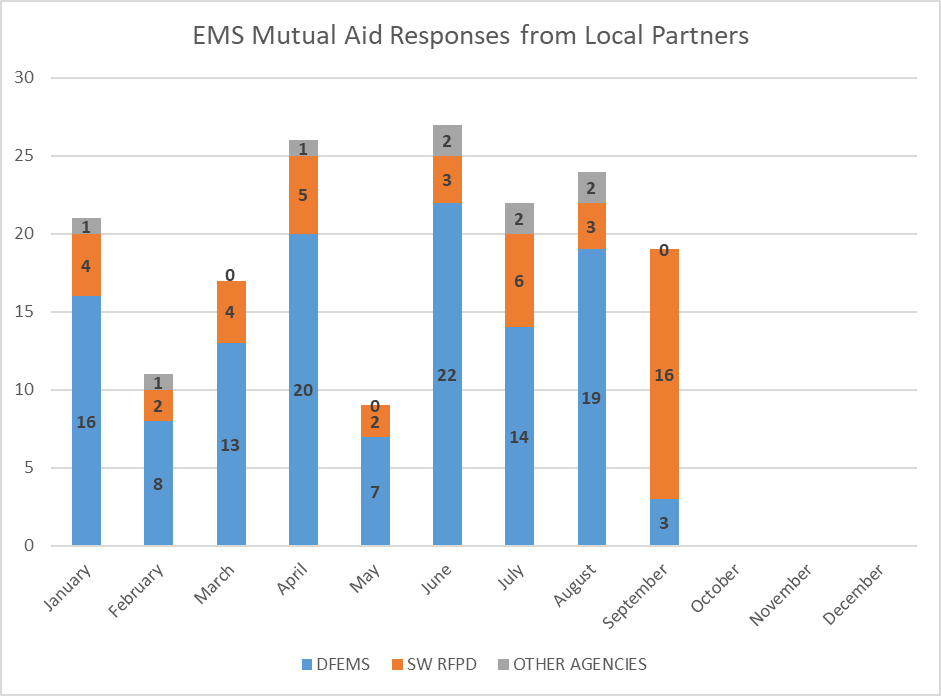 EMS Mutual Aid Responses from Local Partners
30
25
20
15
10
5
0
1
4
16
1
2
8
0
4
13
1
5
20
0
2
7
2
3
22
2
6
14
2
3
19
0
16
3
January
February
March
April
May
June
July
August
September
October
November
December
DFEMS
SW RFPD
OTHER AGENCIES